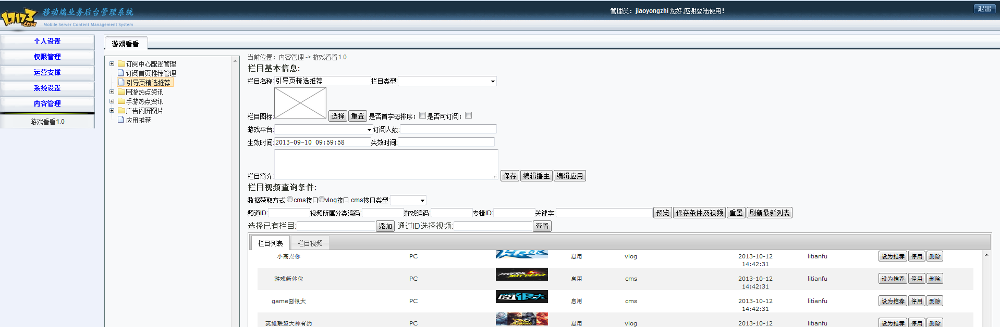 17173.COM
移动端业务后台管理系统
Mobile Server Content Management System
管理员：jiaoyongzhi 您好,感谢登陆使用！
退出
个人设置
权限管理
运营支撑
系统设置
内容管理
游戏看看1.0
游戏看看
订阅中心配置管理
订阅首页推荐管理
引导页精选推荐
网游热点资讯
手游热点资讯
广告闪屏图片
应用推荐
当前位置：内容管理 -> 游戏看看1.0
栏目基本信息:
栏目名称:引导页精选推荐 栏目类型:
栏目图标: 选择 重置 是否首字母排序: 是否可订阅:
游戏平台: 订阅人数:
生效时间:2013-09-10 09:59:58 失效时间:
栏目简介: 保存 编辑播主 编辑应用
栏目视频查询条件:
数据获取方式: cms接口 vlog接口 cms接口类型:
频道ID: 视频所属分类编码: 游戏编码: 专辑ID: 关键字: 预览 保存条件及视频 重置 刷新最新列表
选择已有栏目: 添加 通过ID选择视频: 查看
栏目列表 栏目视频
小高点你 PC 启用 vlog 2013-10-12 14:42:31 litianfu 设为推荐 停用 删除
游戏新体位 PC 启用 cms 2013-10-12 14:42:31 litianfu 设为推荐 停用 删除
game囧很大 PC 囧很大 启用 cms 2013-10-12 14:42:31 litianfu 设为推荐 停用 删除
英雄联盟大神有约 PC 启用 vlog 2013-10-12 litianfu 设为推荐 停用 删除